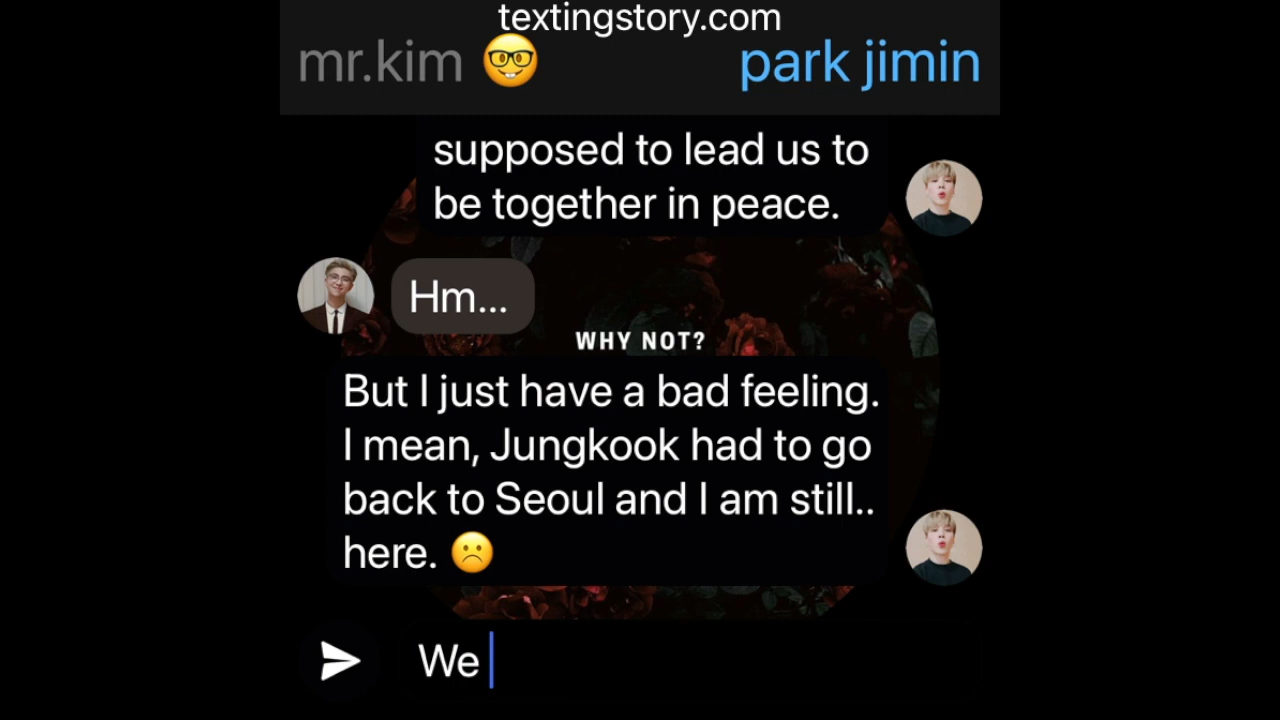 textingstory.com
mr.kim 🤓 park jimin
supposed to lead us to
be together in peace.
Hm...
WHY NOT?
But I just have a bad feeling.
I mean, Jungkook had to go
back to Seoul and I am still..
here. ☹️
We